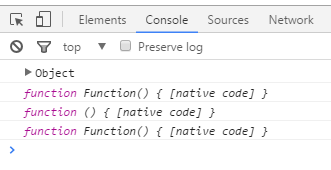 Elements Console Sources Network
top Preserve log
Object
function Function() { [native code] }
function () { [native code] }
function Function() { [native code] }